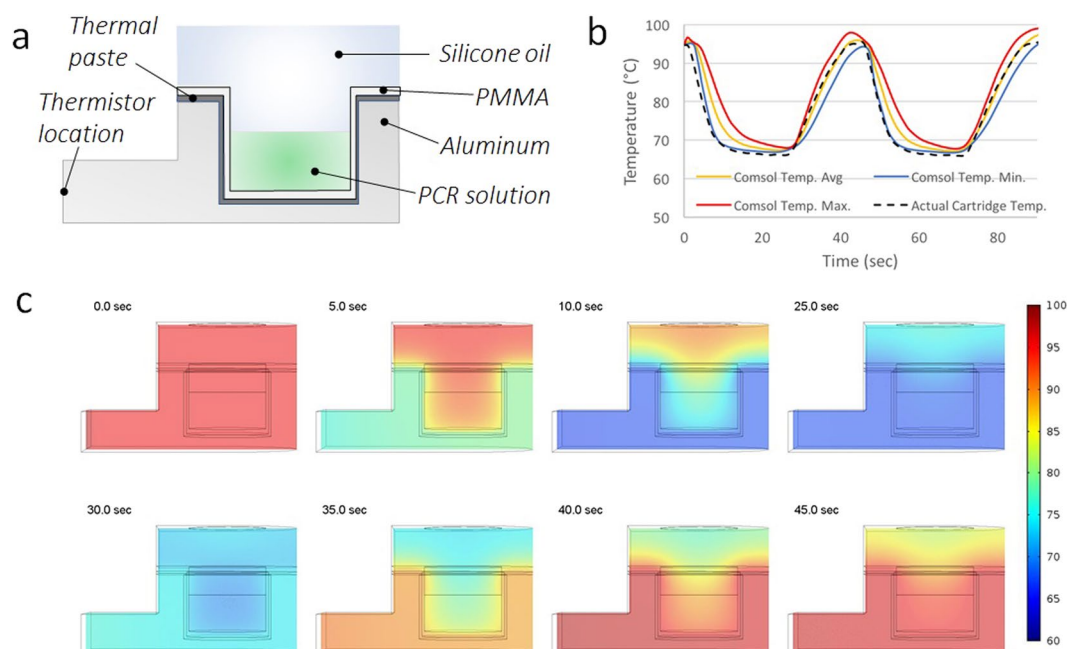 a
Thermal
paste
Thermistor
location
Silicone oil
PMMA
Aluminum
PCR solution
b
Temperature (°C)
100
90
80
70
60
50
Comsol Temp. Avg
Comsol Temp. Min.
Comsol Temp. Max.
Actual Cartridge Temp.
0 20 40 60 80
Time (sec)
c
0.0 sec 5.0 sec 10.0 sec 25.0 sec
30.0 sec 35.0 sec 40.0 sec 45.0 sec
100
95
90
85
80
75
70
65
60